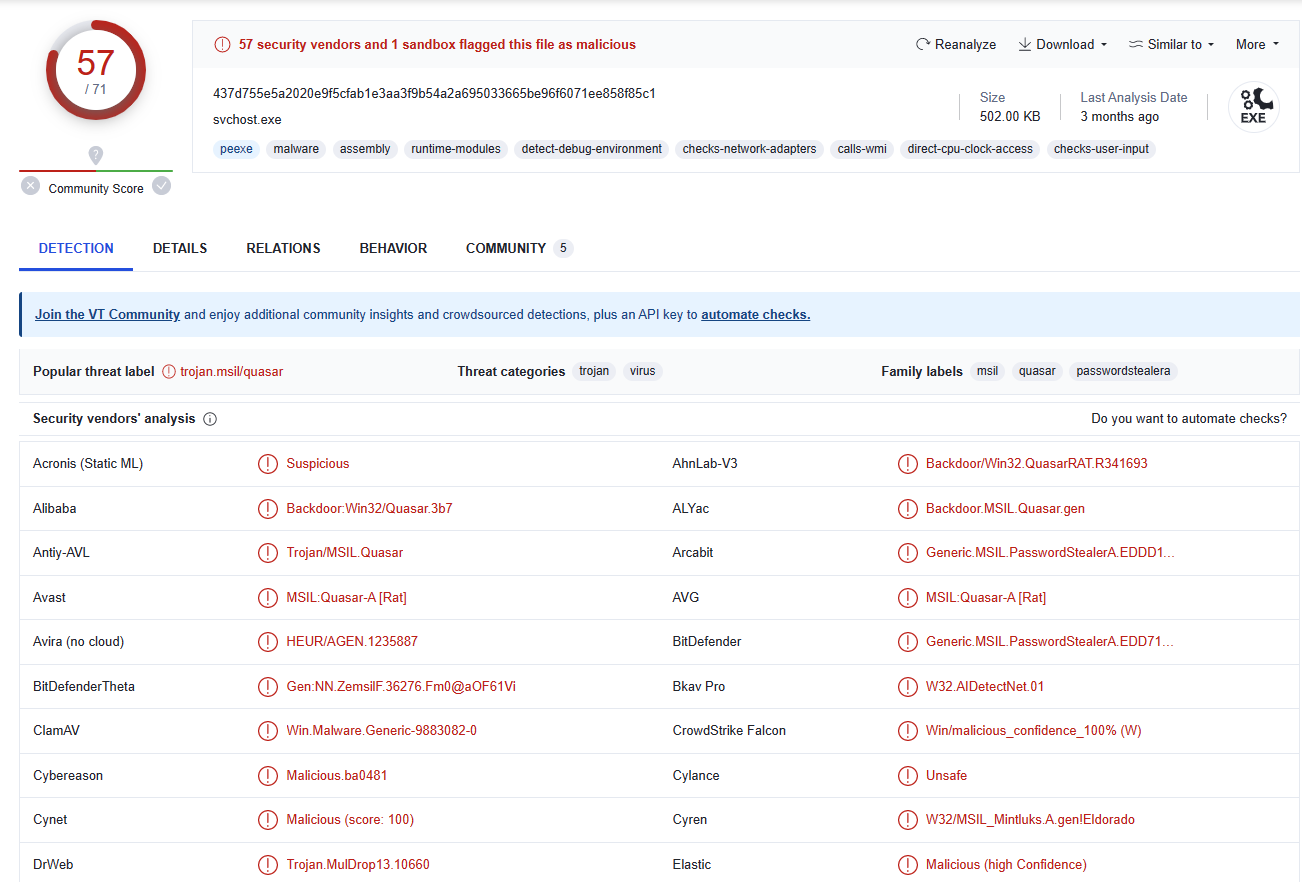 57
/ 71
Community Score
57 security vendors and 1 sandbox flagged this file as malicious
Reanalyze Download Similar to More
437d755e5a2020e9f5cfab1e3aa3f9b54a2a695033665be96f6071ee858f85c1
svchost.exe
Size
502.00 KB
Last Analysis Date
3 months ago
EXE
peexe malware assembly runtime-modules detect-debug-environment checks-network-adapters calls-wmi direct-cpu-clock-access checks-user-input
DETECTION DETAILS RELATIONS BEHAVIOR COMMUNITY 5
Join the VT Community and enjoy additional community insights and crowdsourced detections, plus an API key to automate checks.
Popular threat label trojan.msil/quasar Threat categories trojan virus Family labels msil quasar passwordstealera
Security vendors' analysis Do you want to automate checks?
Acronis (Static ML) Suspicious AhnLab-V3 Backdoor/Win32.QuasarRAT.R341693
Alibaba Backdoor:Win32/Quasar.3b7 ALYac Backdoor.MSIL.Quasar.gen
Antiy-AVL Trojan/MSIL.Quasar Arcabit Generic.MSIL.PasswordStealerA.EDDD1...
Avast MSIL:Quasar-A [Rat] AVG MSIL:Quasar-A [Rat]
Avira (no cloud) HEUR/AGEN.1235887 BitDefender Generic.MSIL.PasswordStealerA.EDD71...
BitDefenderTheta Gen:NN.ZemsilF.36276.Fm0@aOF61Vi Bkav Pro W32.AIDetectNet.01
ClamAV Win.Malware.Generic-9883082-0 CrowdStrike Falcon Win/malicious_confidence_100% (W)
Cybereason Malicious.ba0481 Cylance Unsafe
Cynet Malicious (score: 100) Cyren W32/MSIL_Mintluks.A.gen!Eldorado
DrWeb Trojan.MulDrop13.10660 Elastic Malicious (high Confidence)